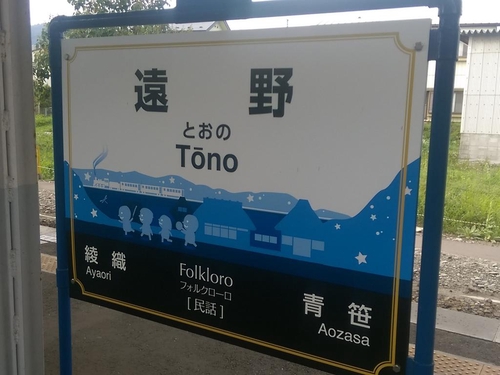 遠野
とおの
Tōno
綾織
Ayaori
Folkloro
フォルクローロ
[民話]
青笹
Aozasa